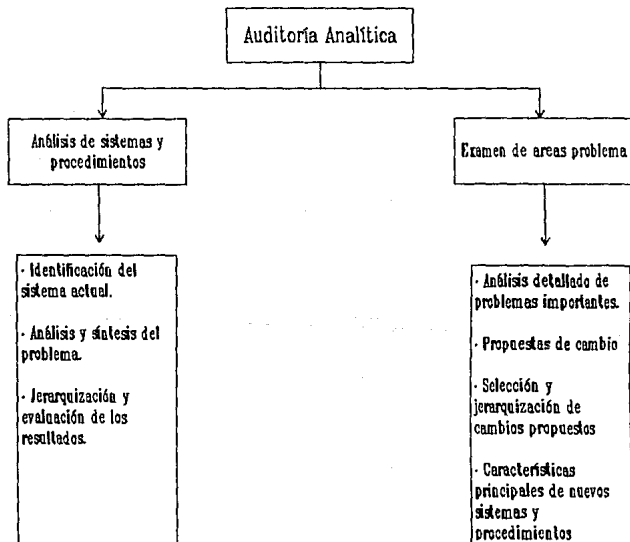 Auditoría Analítica
Análisis de sistemas y
procedimientos
Examen de areas problema
· Identificación del
sistema actual.
· Análisis y síntesis del
problema.
· Jerarquización y
evaluación de los
resultados.
· Análisis detallado de
problemas importantes.
· Propuestas de cambio
· Selección y
jerarquización de
cambios propuestos
· Características
principales de nuevos
sistemas y
procedimientos